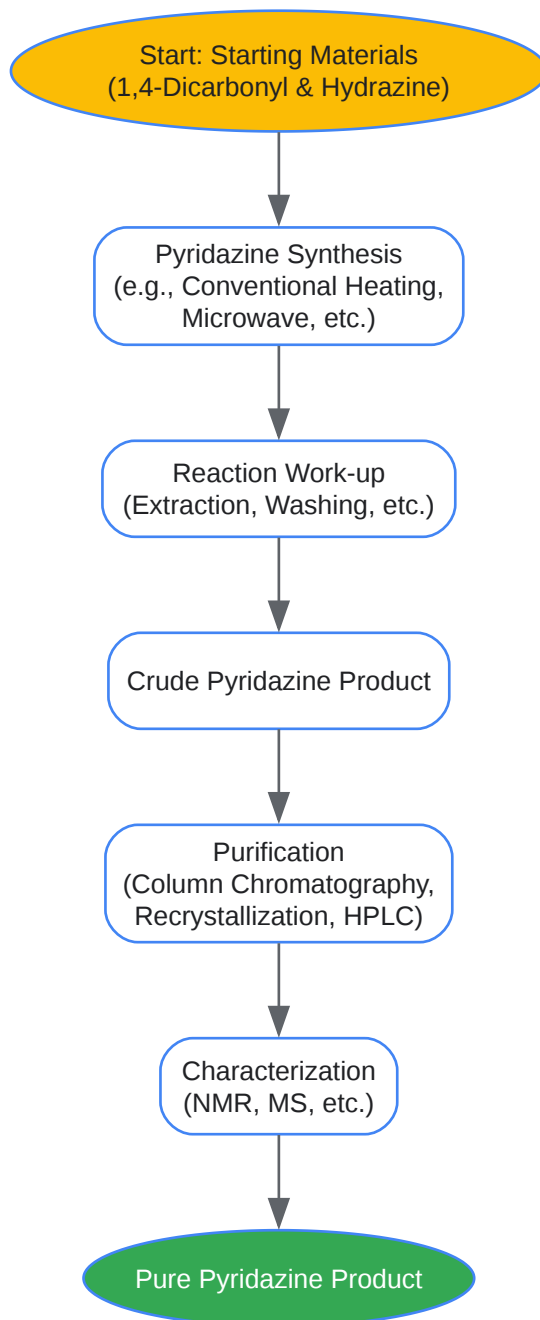 Start: Starting Materials
(1,4-Dicarbonyl & Hydrazine)
Pyridazine Synthesis
(e.g., Conventional Heating,
Microwave, etc.)
Reaction Work-up
(Extraction, Washing, etc.)
Crude Pyridazine Product
Purification
(Column Chromatography,
Recrystallization, HPLC)
Characterization
(NMR, MS, etc.)
Pure Pyridazine Product